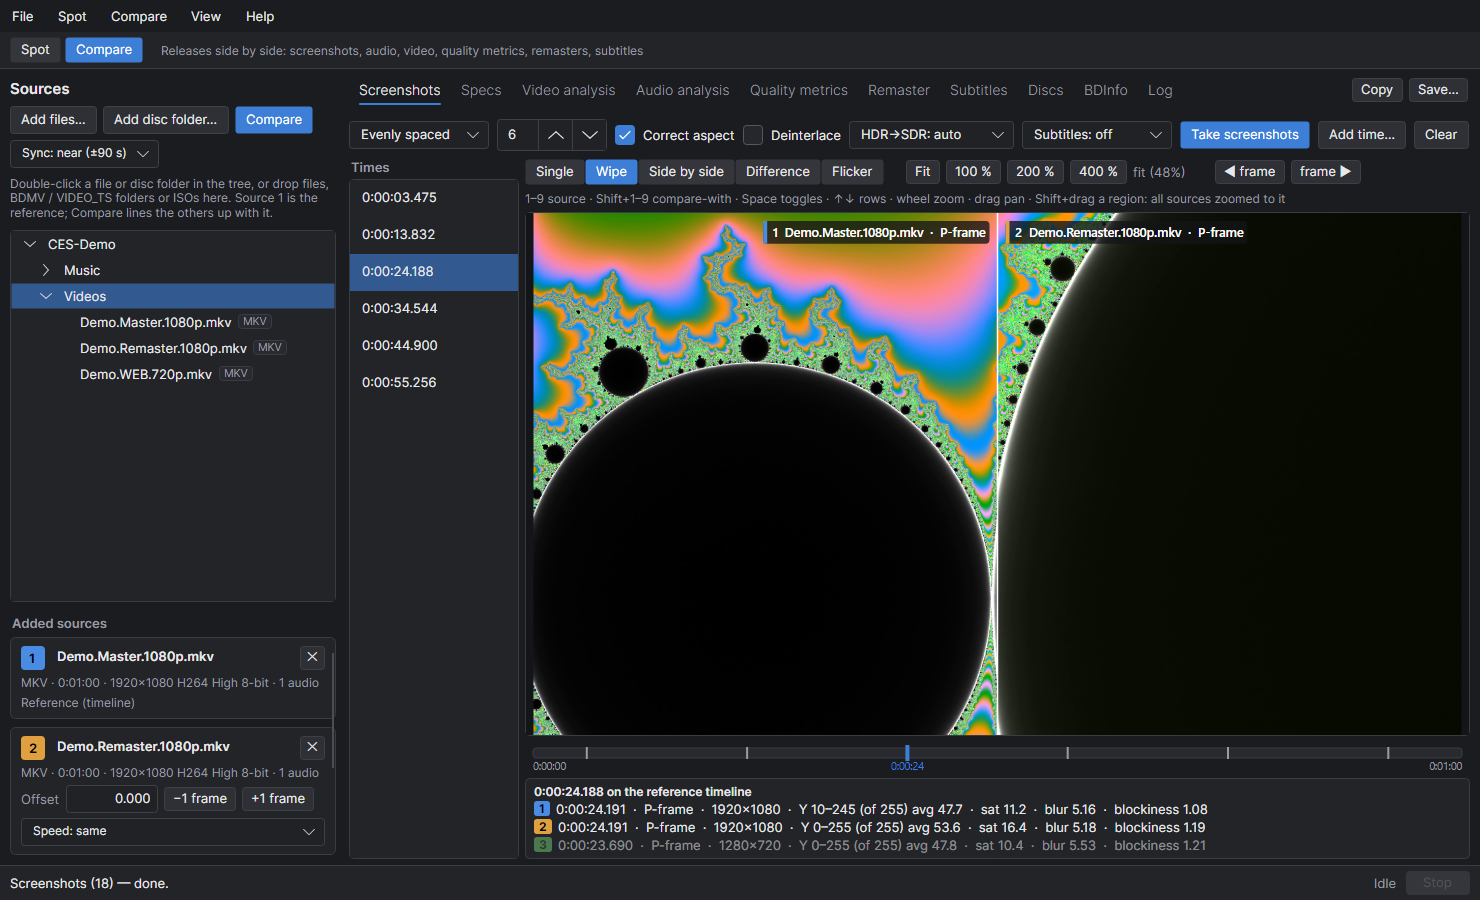 File Spot Compare View Help
Spot Compare Releases side by side: screenshots, audio, video, quality metrics, remasters, subtitles
Sources
Add files... Add disc folder... Compare
Sync: near (±90 s)
Double-click a file or disc folder in the tree, or drop files,
BDMV / VIDEO_TS folders or ISOs here. Source 1 is the
reference; Compare lines the others up with it.
CES-Demo
Music
Videos
Demo.Master.1080p.mkv MKV
Demo.Remaster.1080p.mkv MKV
Demo.WEB.720p.mkv MKV
Added sources
1 Demo.Master.1080p.mkv
MKV · 0:01:00 · 1920×1080 H264 High 8-bit · 1 audio
Reference (timeline)
2 Demo.Remaster.1080p.mkv
MKV · 0:01:00 · 1920×1080 H264 High 8-bit · 1 audio
Offset 0.000 −1 frame +1 frame
Speed: same
Screenshots Specs Video analysis Audio analysis Quality metrics Remaster Subtitles Discs BDInfo Log Copy Save...
Evenly spaced 6 Correct aspect Deinterlace HDR→SDR: auto Subtitles: off Take screenshots Add time... Clear
Times
0:00:03.475
0:00:13.832
0:00:24.188
0:00:34.544
0:00:44.900
0:00:55.256
Single Wipe Side by side Difference Flicker Fit 100 % 200 % 400 % fit (48%) ◀ frame frame ▶
1–9 source · Shift+1–9 compare-with · Space toggles · ↑↓ rows · wheel zoom · drag pan · Shift+drag a region: all sources zoomed to it
1 Demo.Master.1080p.mkv · P-frame
2 Demo.Remaster.1080p.mkv · P-frame
0:00:00 0:00:24 0:01:00
0:00:24.188 on the reference timeline
1 0:00:24.191 · P-frame · 1920×1080 · Y 10–245 (of 255) avg 47.7 · sat 11.2 · blur 5.16 · blockiness 1.08
2 0:00:24.191 · P-frame · 1920×1080 · Y 0–255 (of 255) avg 53.6 · sat 16.4 · blur 5.18 · blockiness 1.19
3 0:00:23.690 · P-frame · 1280×720 · Y 0–255 (of 255) avg 47.8 · sat 10.4 · blur 5.53 · blockiness 1.21
Screenshots (18) — done. Idle Stop